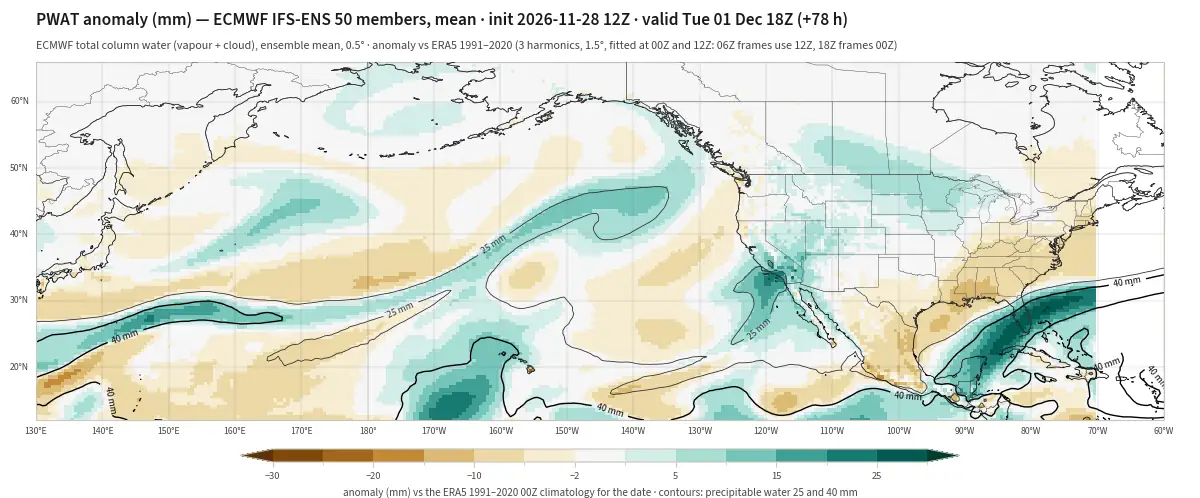 PWAT anomaly (mm) — ECMWF IFS-ENS 50 members, mean · init 2026-11-28 12Z · valid Tue 01 Dec 18Z (+78 h)
ECMWF total column water (vapour + cloud), ensemble mean, 0.5° · anomaly vs ERA5 1991–2020 (3 harmonics, 1.5°, fitted at 00Z and 12Z: 06Z frames use 12Z, 18Z frames 00Z)
60°N
50°N
40°N
30°N
20°N
25 mm
25 mm
25 mm
40 mm
40 mm
40 mm
40 mm
40 mm
40 mm
40 mm
130°E 140°E 150°E 160°E 170°E 180° 170°W 160°W 150°W 140°W 130°W 120°W 110°W 100°W 90°W 80°W 70°W 60°W
−30 −20 −10 −2 5 15 25
anomaly (mm) vs the ERA5 1991–2020 00Z climatology for the date · contours: precipitable water 25 and 40 mm